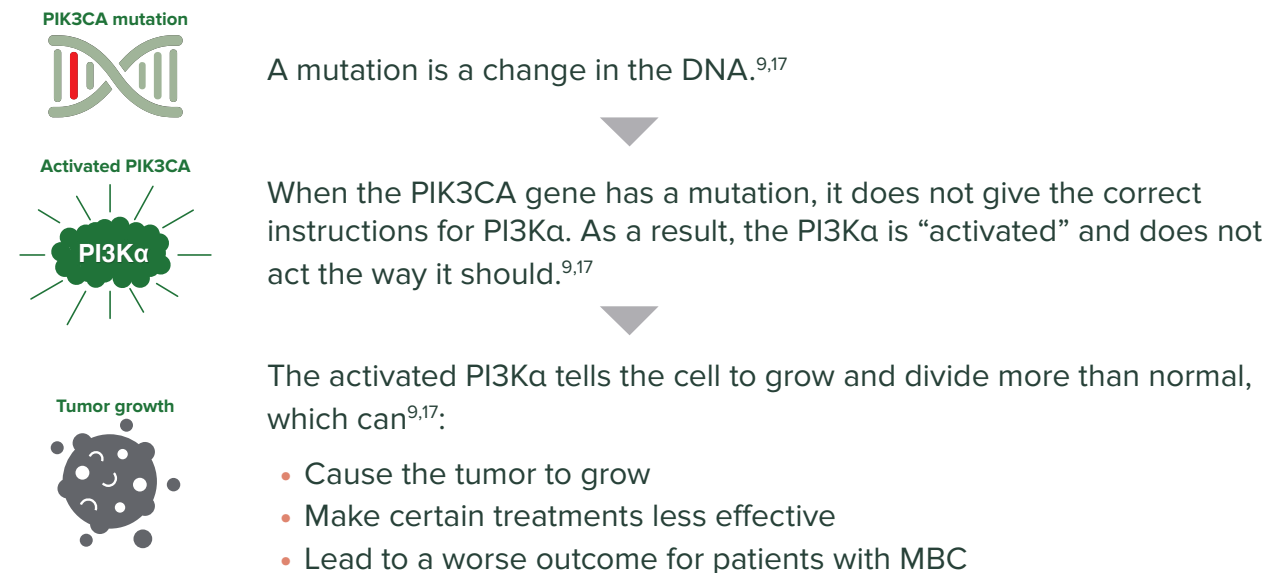 PIK3CA mutation
A mutation is a change in the DNA.9,17
Activated PIK3CA
PI3Kα
When the PIK3CA gene has a mutation, it does not give the correct
instructions for PI3Kα. As a result, the PI3Kα is “activated” and does not
act the way it should.9,17
Tumor growth
The activated PI3Kα tells the cell to grow and divide more than normal,
which can9,17:
• Cause the tumor to grow
• Make certain treatments less effective
• Lead to a worse outcome for patients with MBC